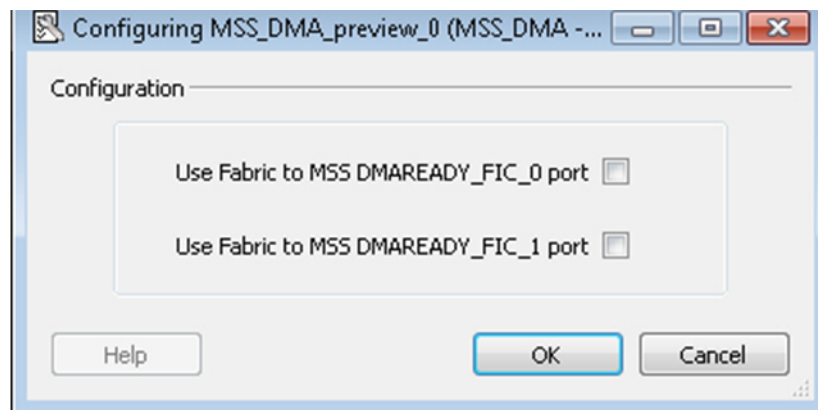 Configuring MSS_DMA_preview_0 (MSS_DMA -...
Configuration
Use Fabric to MSS DMAREADY_FIC_0 port
Use Fabric to MSS DMAREADY_FIC_1 port
Help OK Cancel